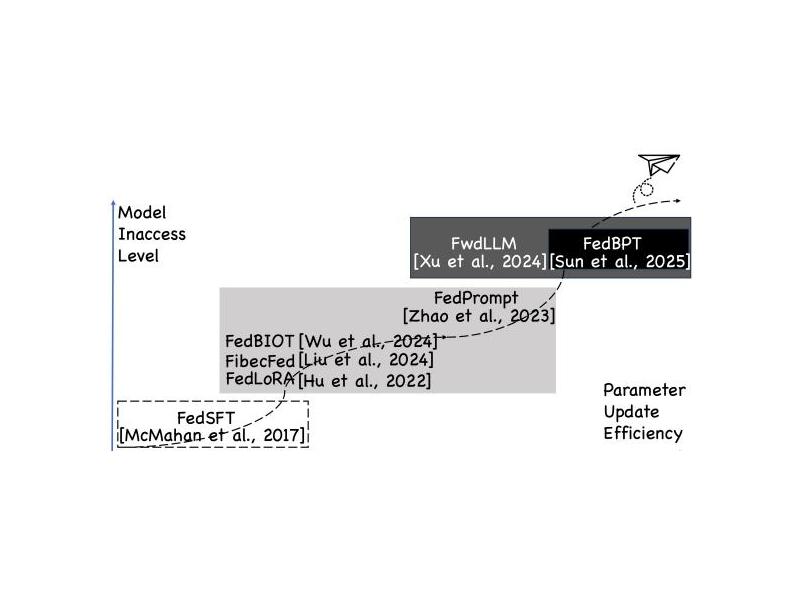 Model
Inaccess
Level
FwdLLM
[Xu et al., 2024]
FedBPT
[Sun et al., 2025]
FedPrompt
[Zhao et al., 2023]
FedBIOT [Wu et al., 2024]
FibecFed [Liu et al., 2024]
FedLoRA [Hu et al., 2022]
FedSFT
[McMahan et al., 2017]
Parameter
Update
Efficiency